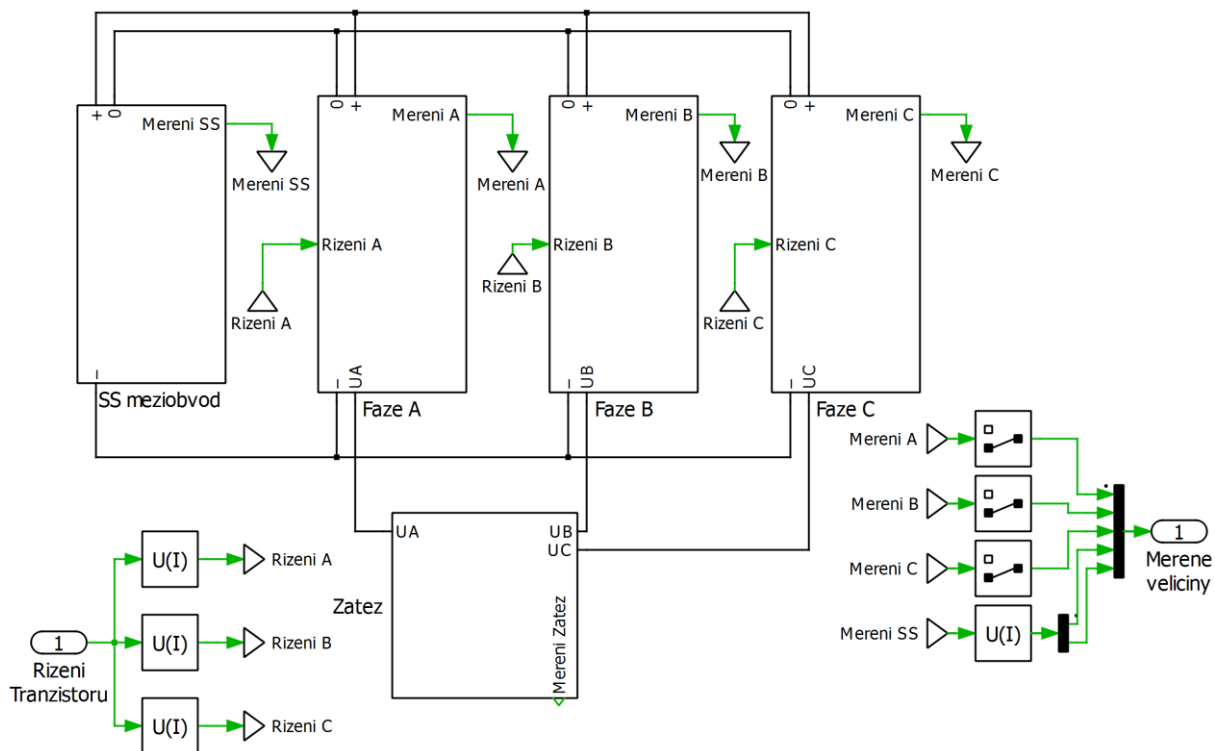 +
0
Mereni SS
Mereni SS
−
SS meziobvod
0
+
Mereni A
Mereni A
Rizeni A
Rizeni A
−
UA
Faze A
0
+
Mereni B
Mereni B
Rizeni B
Rizeni B
−
UB
Faze B
0
+
Mereni C
Mereni C
Rizeni C
Rizeni C
−
UC
Faze C
UA
UB
UC
Mereni Zatez
Zatez
1
Rizeni
Tranzistoru
U(I)
Rizeni A
U(I)
Rizeni B
U(I)
Rizeni C
Mereni A
Mereni B
Mereni C
Mereni SS
U(I)
1
Merene
veliciny